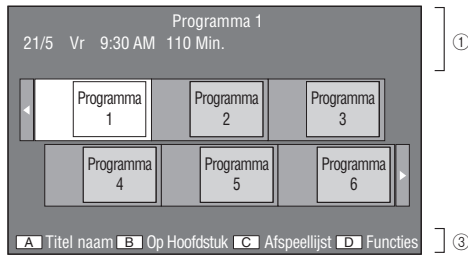 Programma 1
21/5 Vr 9:30 AM 110 Min.
①
Programma 1
Programma 2
Programma 3
Programma 4
Programma 5
Programma 6
A Titel naam B Op Hoofdstuk C Afspeellijst D Functies
③